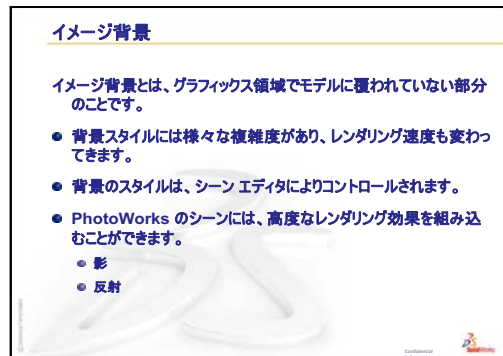 イメージ背景
イメージ背景とは、グラフィックス領域でモデルに覆われていない部分
のことです。
背景スタイルには様々な複雑度があり、レンダリング速度も変わっ
てきます。
背景のスタイルは、シーン エディタによりコントロールされます。
PhotoWorks のシーンには、高度なレンダリング効果を組み込
むことができます。
影
反射
Confidential
SolidWorks